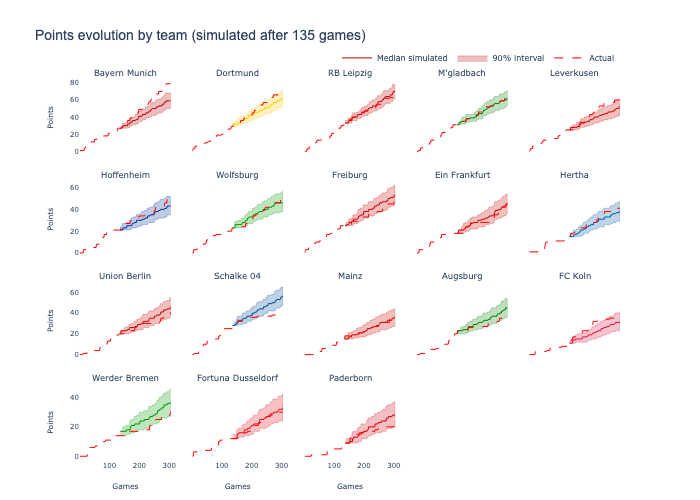 Points evolution by team (simulated after 135 games)
Median simulated 90% interval Actual
Bayern Munich Dortmund RB Leipzig M'gladbach Leverkusen
80
60
40
20
0
Points
Hoffenheim Wolfsburg Freiburg Ein Frankfurt Hertha
60
40
20
0
Points
Union Berlin Schalke 04 Mainz Augsburg FC Koln
60
40
20
0
Points
Werder Bremen Fortuna Dusseldorf Paderborn
40
20
0
Points
100 200 300 100 200 300 100 200 300
Games Games Games